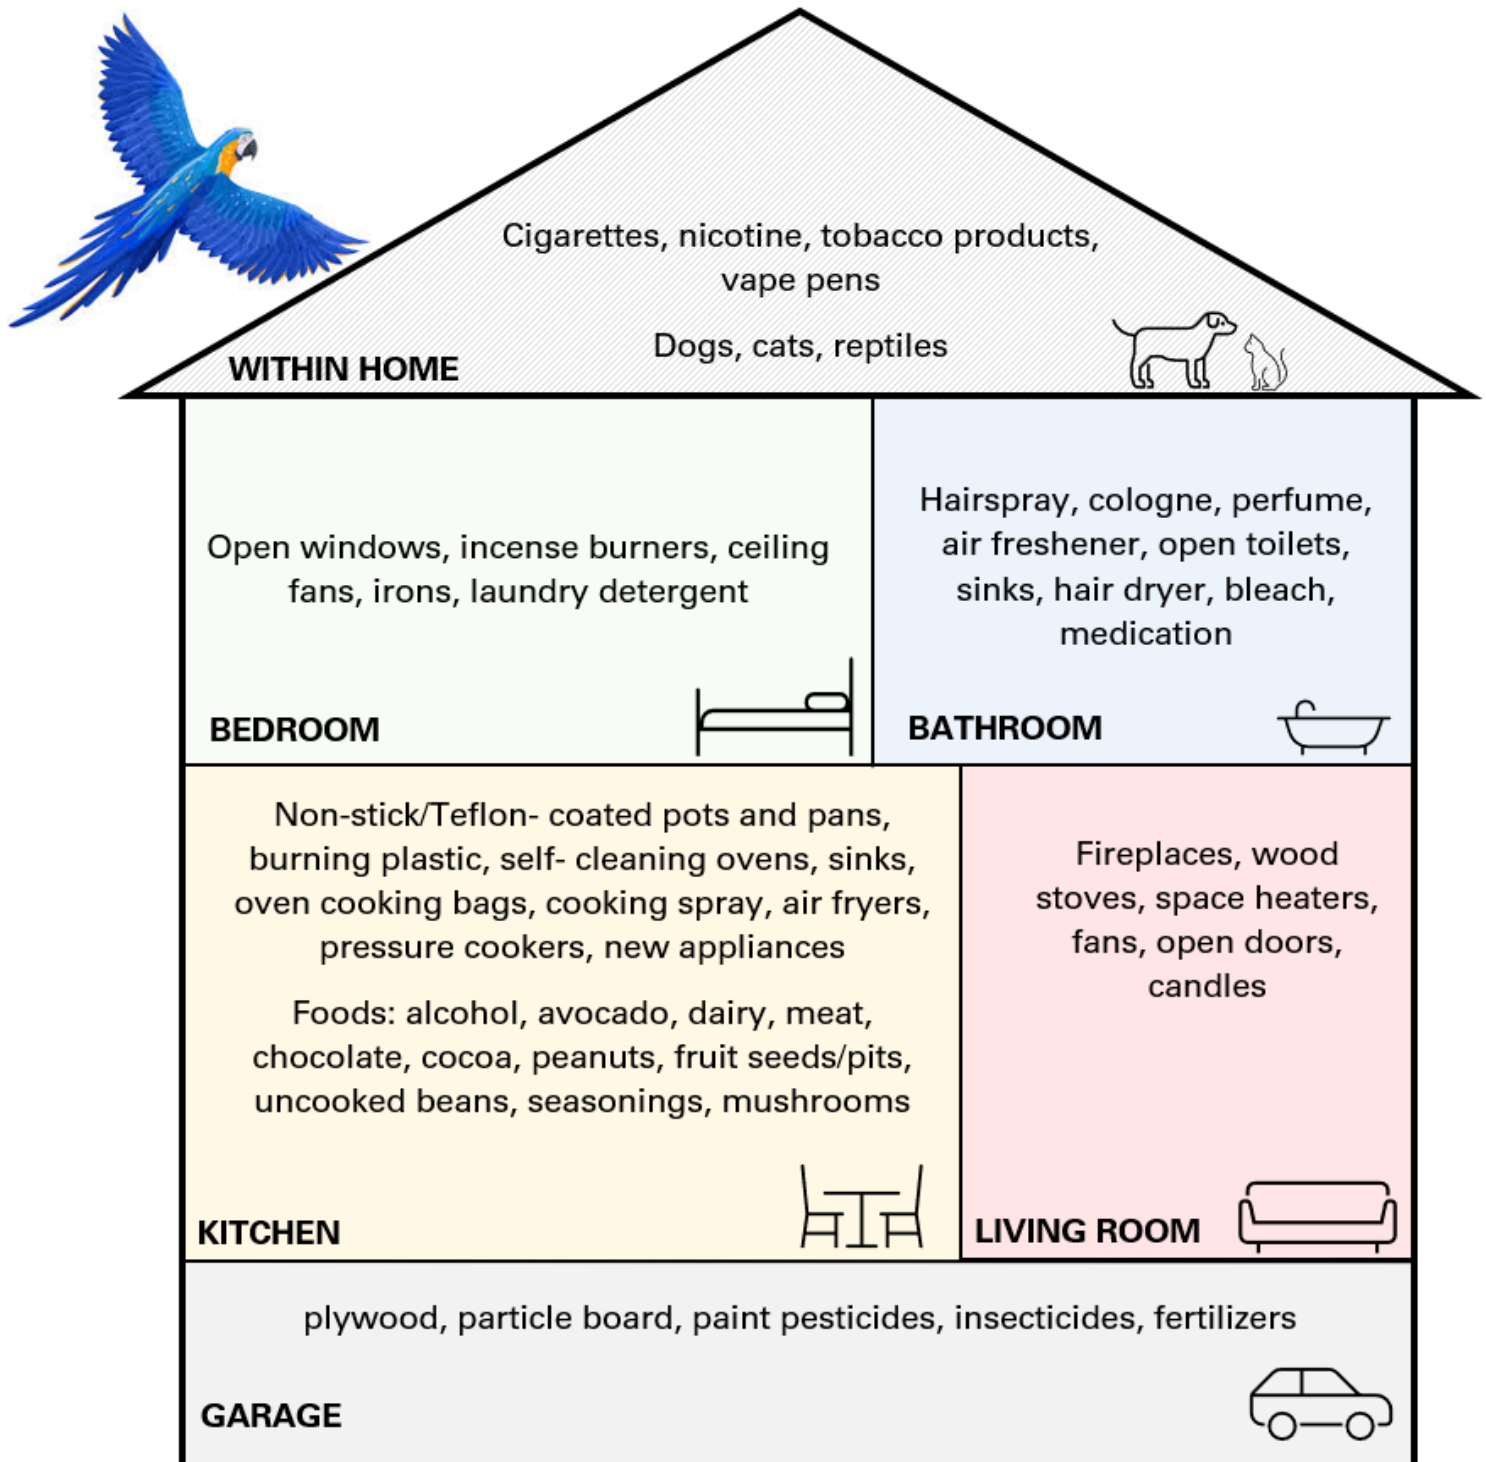 Cigarettes, nicotine, tobacco products,
vape pens
Dogs, cats, reptiles
WITHIN HOME
Open windows, incense burners, ceiling
fans, irons, laundry detergent
BEDROOM
Hairspray, cologne, perfume,
air freshener, open toilets,
sinks, hair dryer, bleach,
medication
BATHROOM
Non-stick/Teflon- coated pots and pans,
burning plastic, self- cleaning ovens, sinks,
oven cooking bags, cooking spray, air fryers,
pressure cookers, new appliances
Foods: alcohol, avocado, dairy, meat,
chocolate, cocoa, peanuts, fruit seeds/pits,
uncooked beans, seasonings, mushrooms
KITCHEN
Fireplaces, wood
stoves, space heaters,
fans, open doors,
candles
LIVING ROOM
plywood, particle board, paint pesticides, insecticides, fertilizers
GARAGE